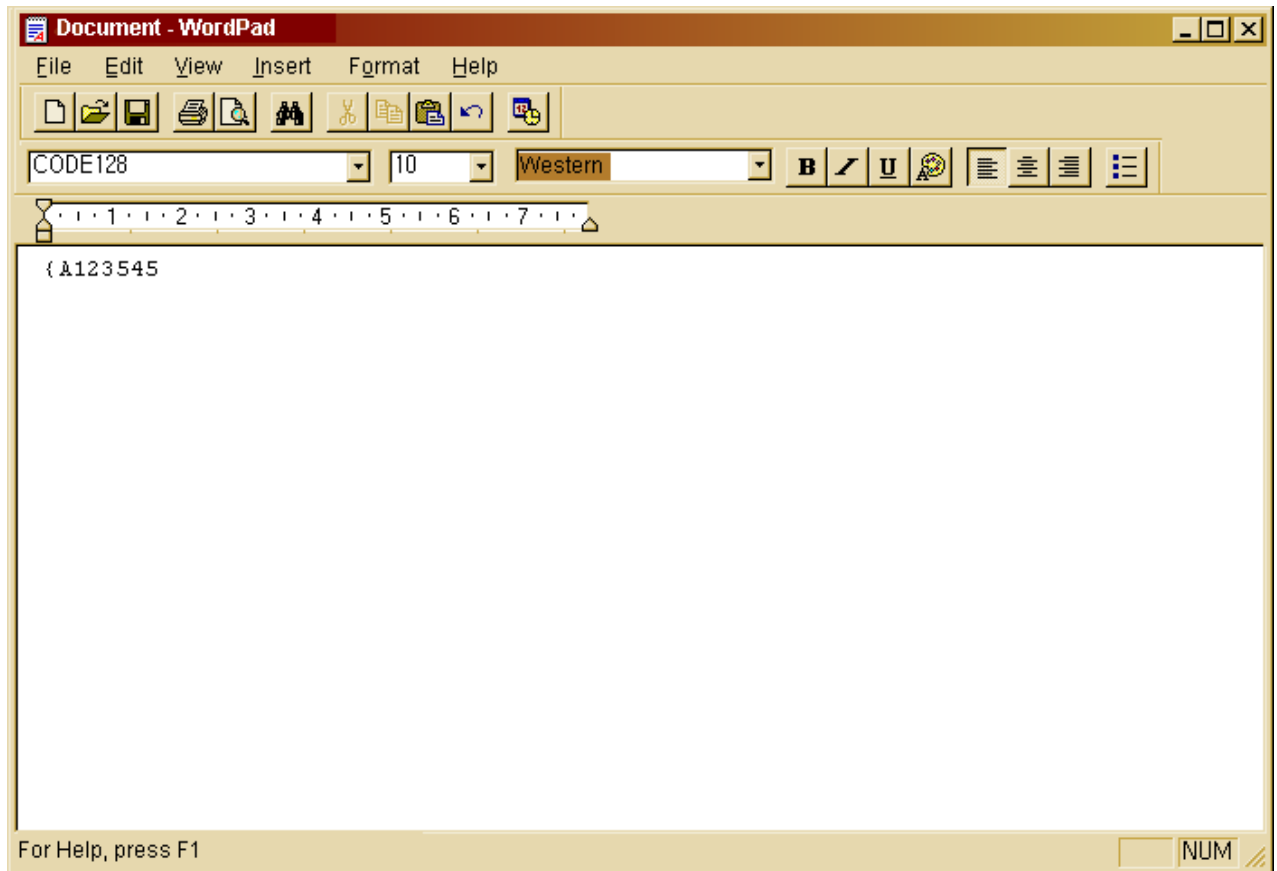 Document - WordPad
File Edit View Insert Format Help
CODE128 10 Western B / U
1 2 3 4 5 6 7
{A123545
For Help, press F1 NUM